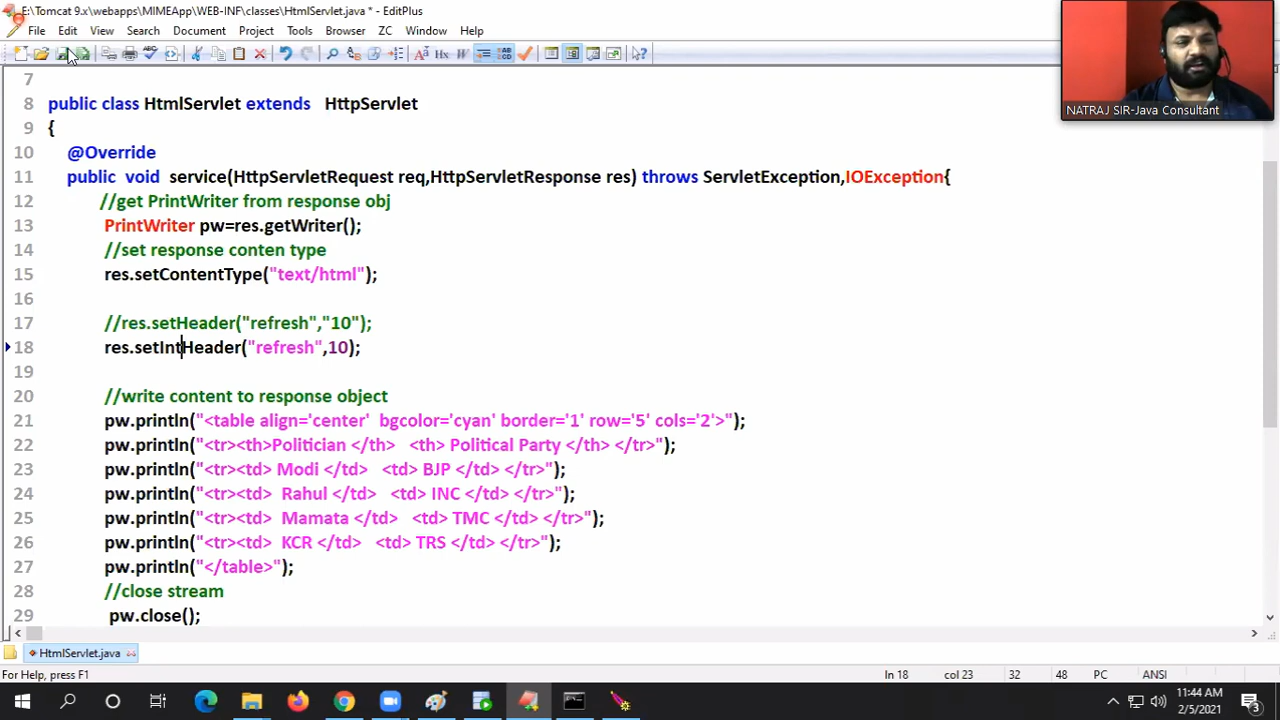 E:\Tomcat 9.x\webapps\MIMEApp\WEB-INF\classes\HtmlServlet.java * - EditPlus
File Edit View Search Document Project Tools Browser ZC Window Help
NATRAJ SIR-Java Consultant
7
8 public class HtmlServlet extends HttpServlet
9 {
10 @Override
11 public void service(HttpServletRequest req,HttpServletResponse res) throws ServletException,IOException{
12 //get PrintWriter from response obj
13 PrintWriter pw=res.getWriter();
14 //set response conten type
15 res.setContentType("text/html");
16
17 //res.setHeader("refresh","10");
18 res.setIntHeader("refresh",10);
19
20 //write content to response object
21 pw.println("<table align='center' bgcolor='cyan' border='1' row='5' cols='2'>");
22 pw.println("<tr><th>Politician </th> <th> Political Party </th> </tr>");
23 pw.println("<tr><td> Modi </td> <td> BJP </td> </tr>");
24 pw.println("<tr><td> Rahul </td> <td> INC </td> </tr>");
25 pw.println("<tr><td> Mamata </td> <td> TMC </td> </tr>");
26 pw.println("<tr><td> KCR </td> <td> TRS </td> </tr>");
27 pw.println("</table>");
28 //close stream
29 pw.close();
HtmlServlet.java
For Help, press F1 ln 18 col 23 32 48 PC ANSI
11:44 AM
2/5/2021
3